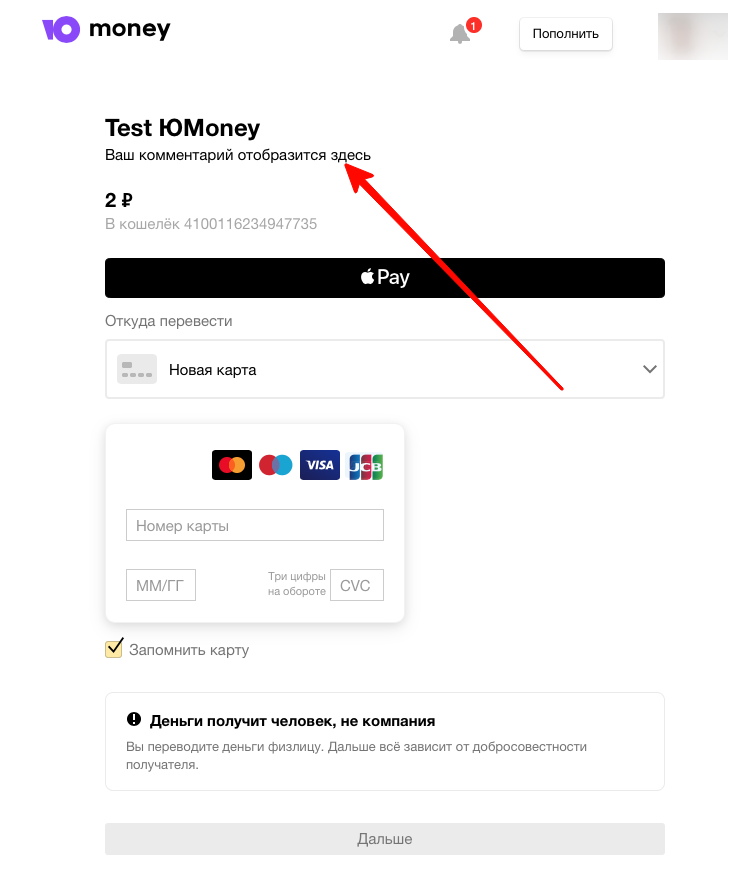 Ю money
1
Пополнить
Test ЮMoney
Ваш комментарий отобразится здесь
2 ₽
В кошелёк 4100116234947735
Pay
Откуда перевести
Новая карта
VISA
JCB
Номер карты
ММ/ГГ
Три цифры
на обороте
CVC
Запомнить карту
Деньги получит человек, не компания
Вы переводите деньги физлицу. Дальше всё зависит от добросовестности
получателя.
Дальше